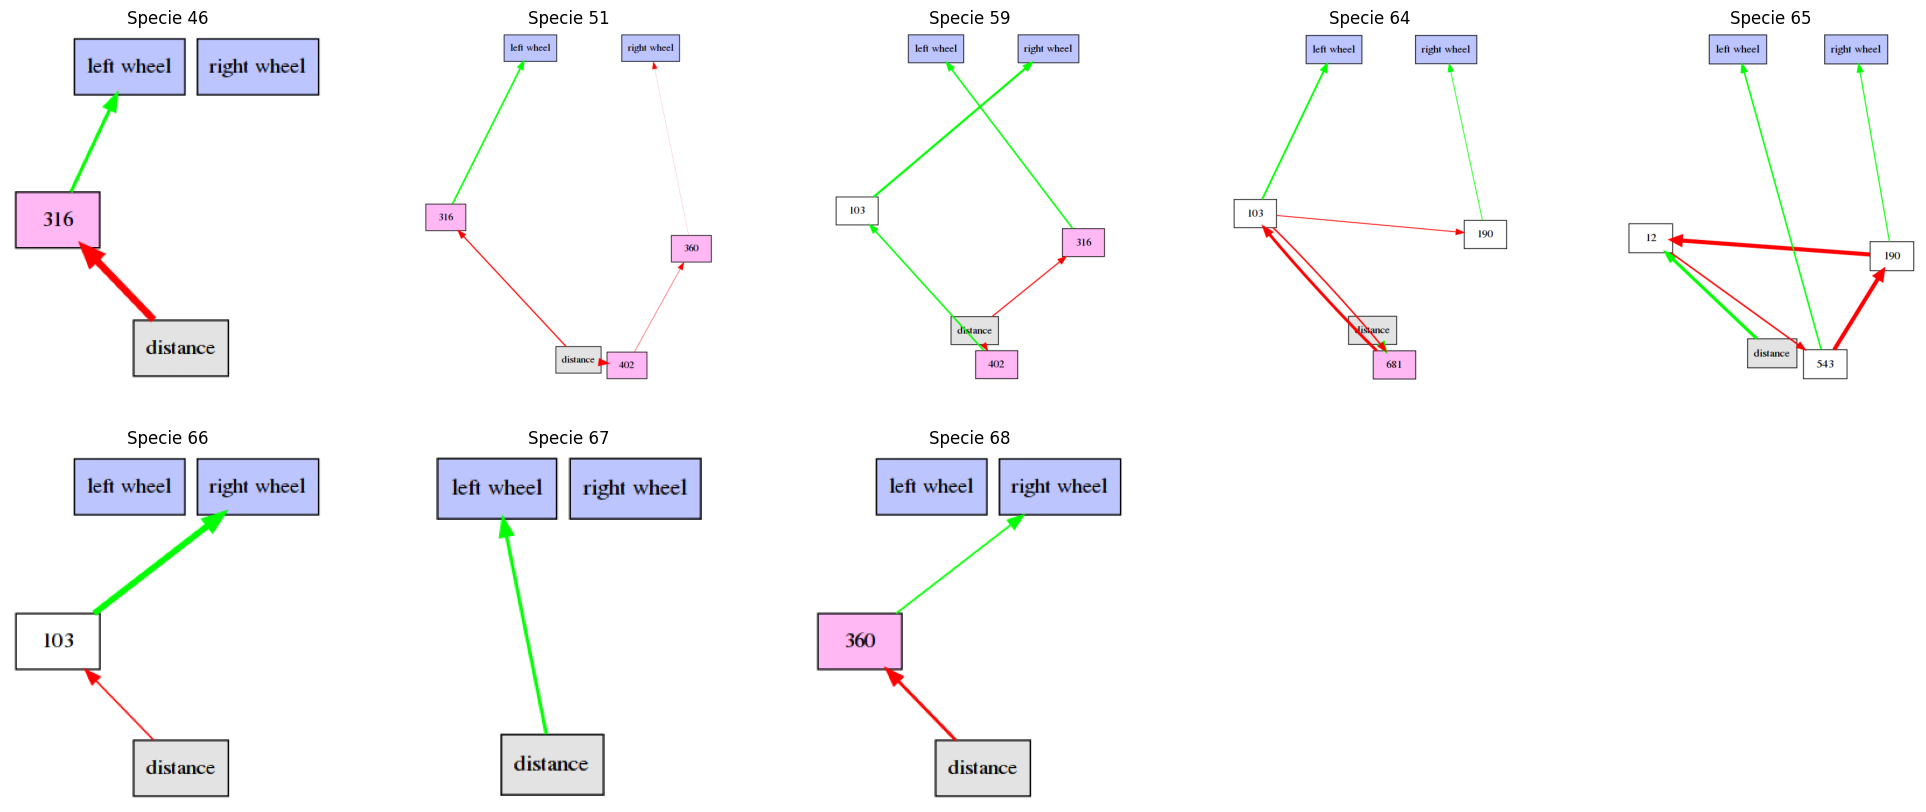 Specie 46
left wheel
right wheel
316
distance
Specie 51
left wheel
right wheel
316
360
distance
402
Specie 59
left wheel
right wheel
103
316
distance
402
Specie 64
left wheel
right wheel
103
190
distance
681
Specie 65
left wheel
right wheel
12
190
distance
543
Specie 66
left wheel
right wheel
103
distance
Specie 67
left wheel
right wheel
distance
Specie 68
left wheel
right wheel
360
distance